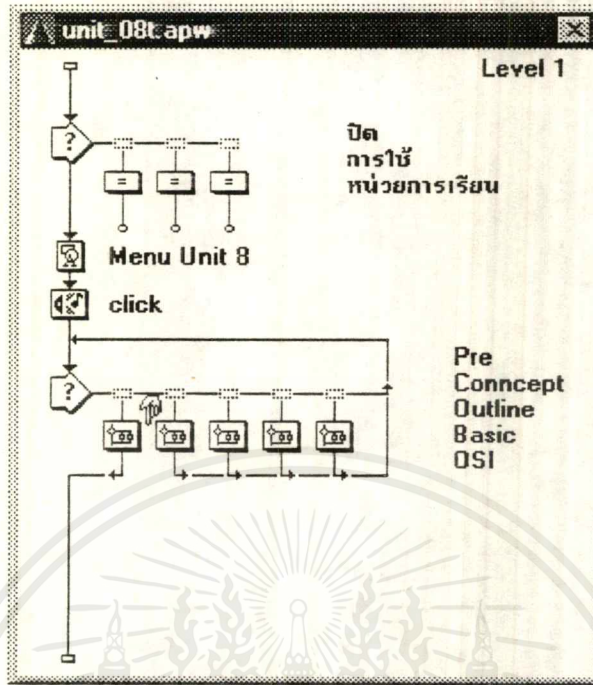 unit_08t.apw
Level 1
?
ปิด
การใช้
หน่วยการเรียน
= = =
Menu Unit 8
click
?
Pre
Conncept
Outline
Basic
OSI